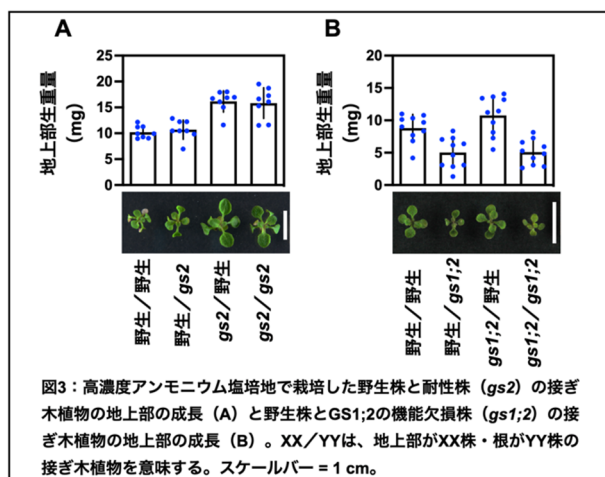 A
B
地上部生重量
(mg)
25
20
15
10
5
0
地上部生重量
(mg)
20
15
10
5
0
野生／野生
野生／gs2
gs2／野生
gs2／gs2
野生／野生
野生／gs1;2
gs1;2／野生
gs1;2／gs1;2
図3：高濃度アンモニウム塩培地で栽培した野生株と耐性株（gs2）の接ぎ
木植物の地上部の成長（A）と野生株とGS1;2の機能欠損株（gs1;2）の接
ぎ木植物の地上部の成長（B）。XX／YYは、地上部がXX株・根がYY株の
接ぎ木植物を意味する。スケールバー = 1 cm。